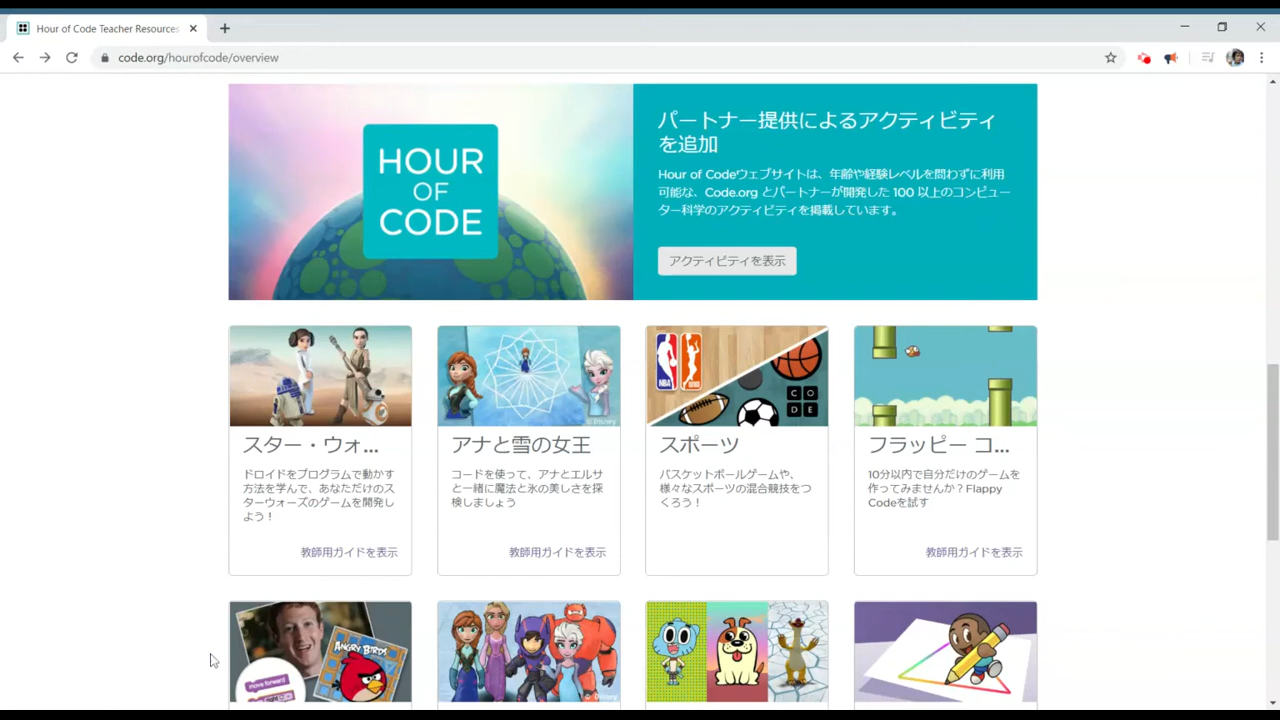 Hour of Code Teacher Resources
code.org/hourofcode/overview
HOUR
OF
CODE
パートナー提供によるアクティビティ
を追加
Hour of Codeウェブサイトは、年齢や経験レベルを問わずに利用
可能な、Code.org とパートナーが開発した 100 以上のコンピュー
ター科学のアクティビティを掲載しています。
アクティビティを表示
スター・ウォ...
ドロイドをプログラムで動かす
方法を学んで、あなただけのス
ターウォーズのゲームを開発し
よう！
教師用ガイドを表示
© Disney
アナと雪の女王
コードを使って、アナとエルサ
と一緒に魔法と氷の美しさを探
検しましょう
教師用ガイドを表示
NBA
CO
DE
スポーツ
バスケットボールゲームや、
様々なスポーツの混合競技をつ
くろう！
フラッピー コ...
10分以内で自分だけのゲームを
作ってみませんか？Flappy
Codeを試す
教師用ガイドを表示
ANGRY BIRDS
move forward
© Disney